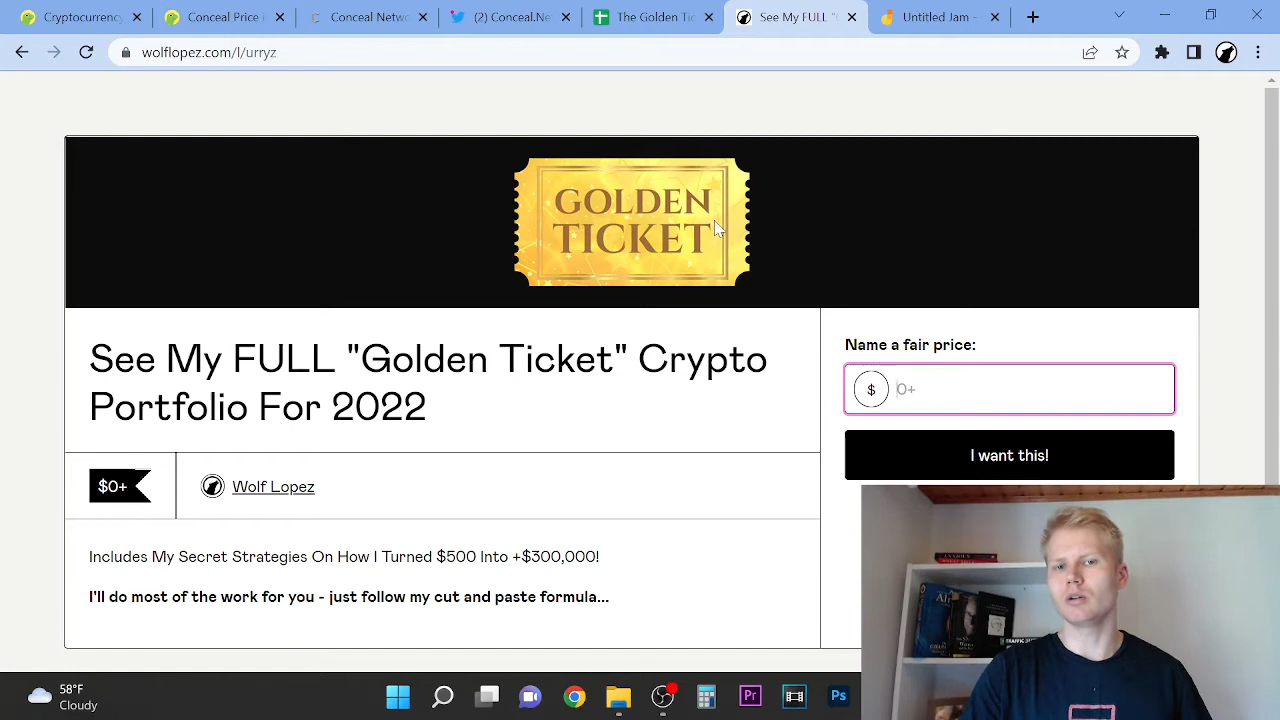 Cryptocurrency
Conceal Price
Conceal Netwo
(2) Conceal.Ne
The Golden Tic
See My FULL "
Untitled Jam -
wolflopez.com/l/urryz
GOLDEN
TICKET
See My FULL "Golden Ticket" Crypto
Portfolio For 2022
Name a fair price:
$ 0+
I want this!
$0+
Wolf Lopez
Includes My Secret Strategies On How I Turned $500 Into +$300,000!
I'll do most of the work for you - just follow my cut and paste formula...
58°F
Cloudy
Pr
Ps